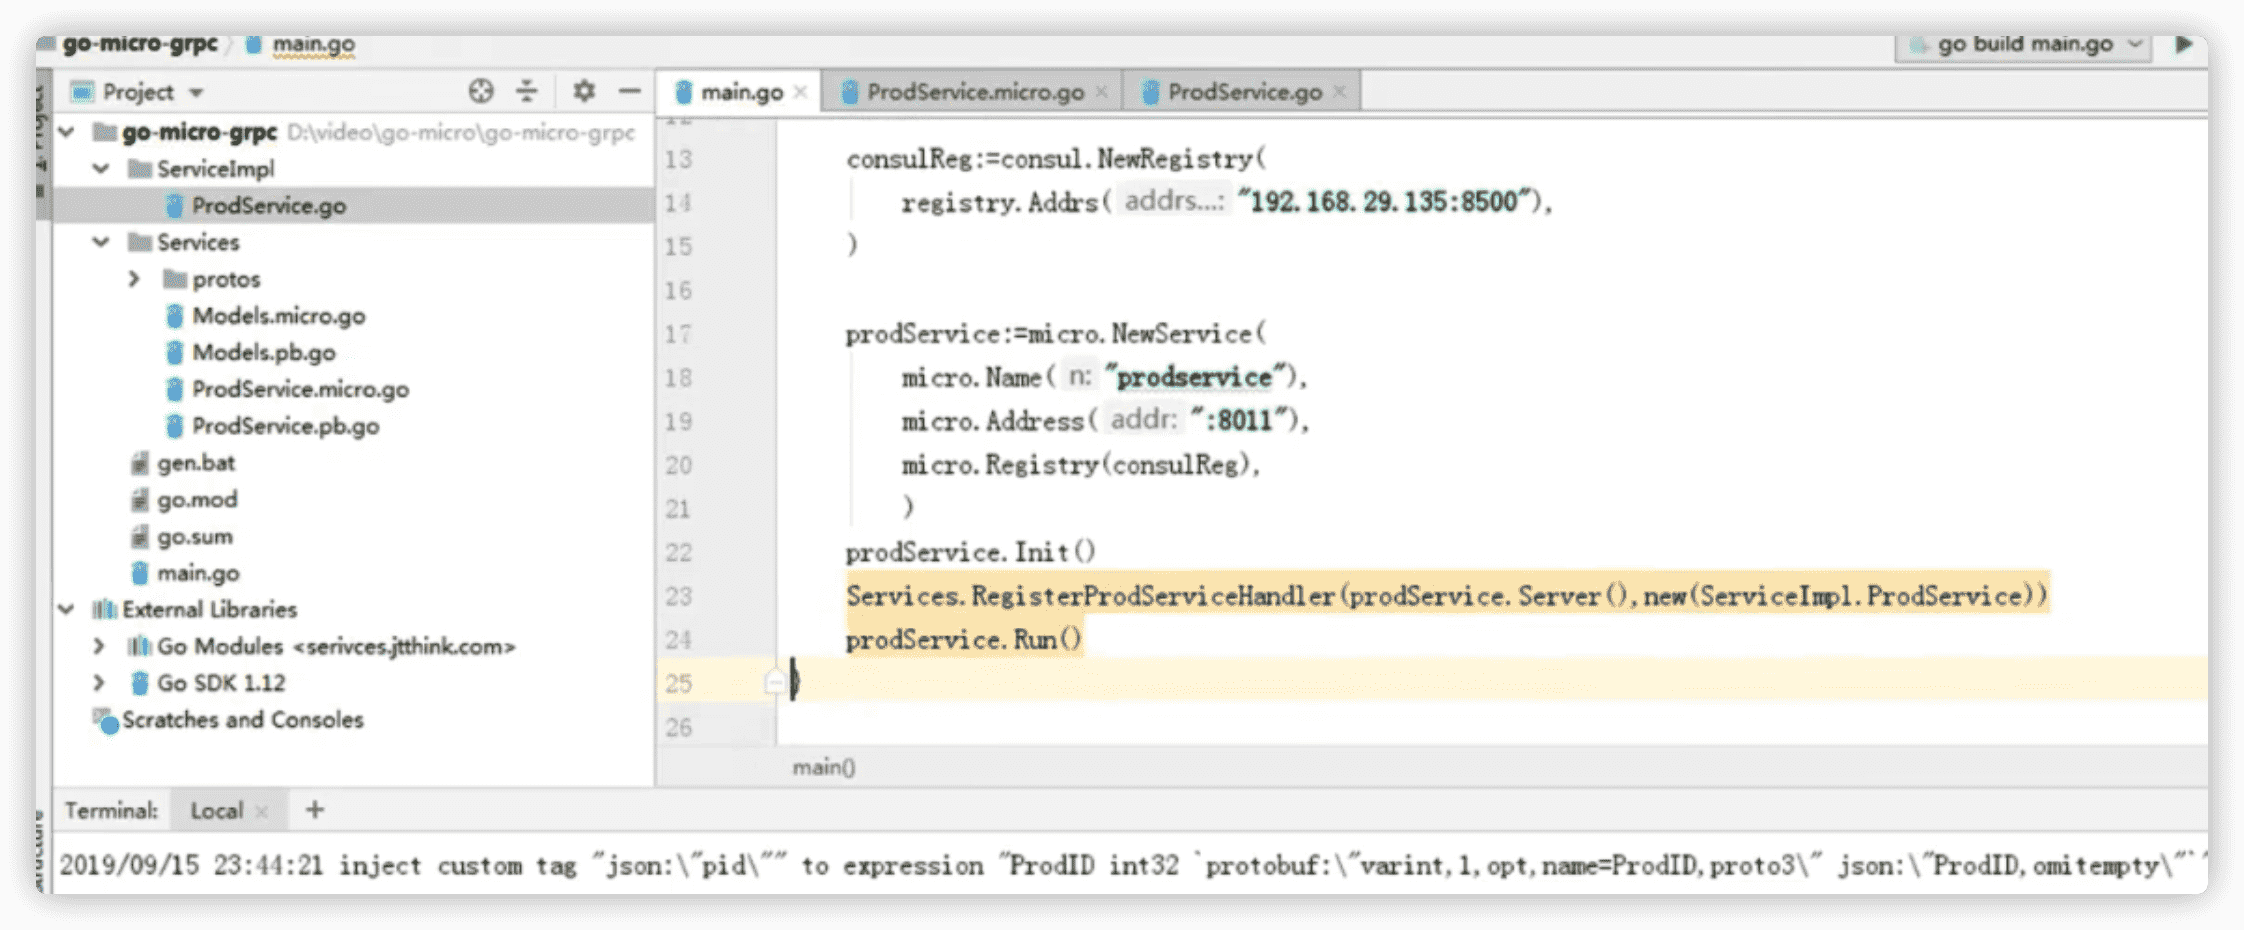 go-micro-grpc main.go
go build main.go
Project
main.go
ProdService.micro.go
ProdService.go
go-micro-grpc D:\video\go-micro\go-micro-grpc
ServiceImpl
ProdService.go
Services
protos
Models.micro.go
Models.pb.go
ProdService.micro.go
ProdService.pb.go
gen.bat
go.mod
go.sum
main.go
External Libraries
Go Modules <serivces.jtthink.com>
Go SDK 1.12
Scratches and Consoles
13 consulReg:=consul.NewRegistry(
14 registry.Addrs( addrs...: "192.168.29.135:8500"),
15 )
16
17 prodService:=micro.NewService(
18 micro.Name( n: "prodservice"),
19 micro.Address( addr: ":8011"),
20 micro.Registry(consulReg),
21 )
22 prodService.Init()
23 Services.RegisterProdServiceHandler(prodService.Server(),new(ServiceImpl.ProdService))
24 prodService.Run()
25 }
26
main()
Terminal: Local +
2019/09/15 23:44:21 inject custom tag "json:\"pid\"" to expression "ProdID int32 `protobuf:\"varint,1,opt,name=ProdID,proto3\" json:\"ProdID,omitempty\"`"